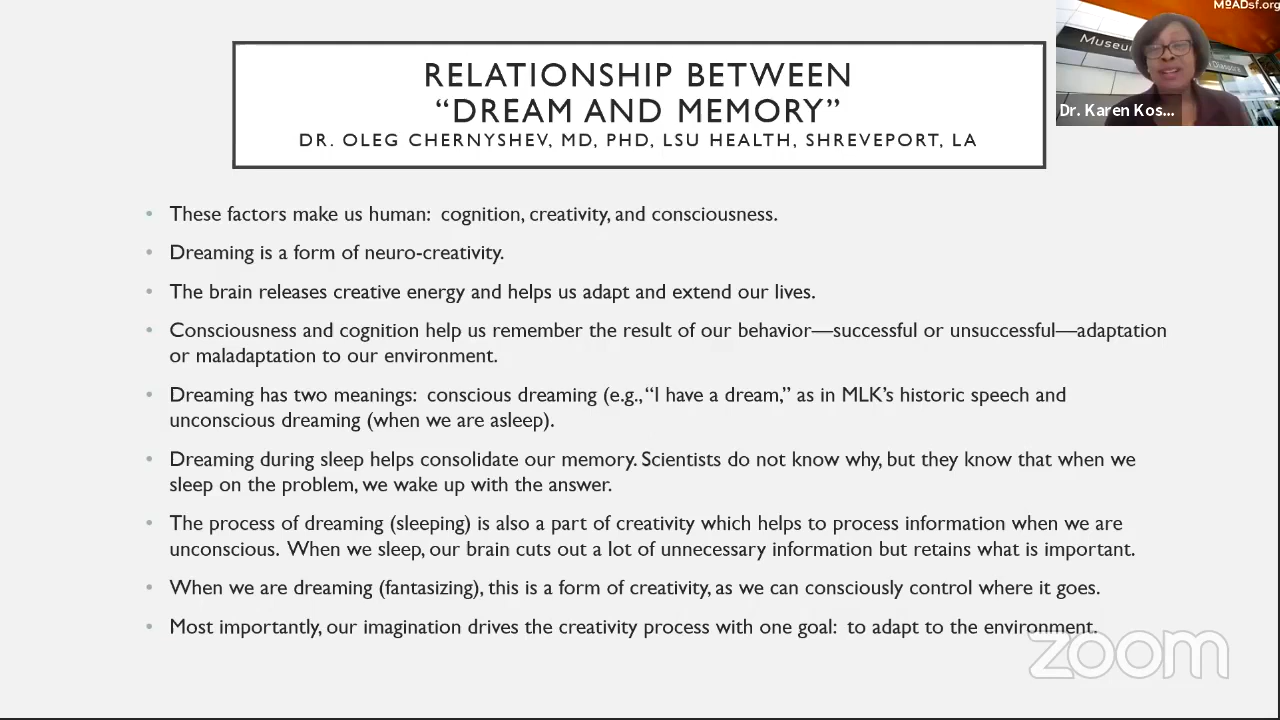 MoADsf.org
Museu
Diaspora
Dr. Karen Kos...
RELATIONSHIP BETWEEN
“DREAM AND MEMORY”
DR. OLEG CHERNYSHEV, MD, PHD, LSU HEALTH, SHREVEPORT, LA
• These factors make us human:  cognition, creativity, and consciousness.
• Dreaming is a form of neuro-creativity.
• The brain releases creative energy and helps us adapt and extend our lives.
• Consciousness and cognition help us remember the result of our behavior—successful or unsuccessful—adaptation
or maladaptation to our environment.
• Dreaming has two meanings:  conscious dreaming (e.g., “I have a dream,” as in MLK’s historic speech and
unconscious dreaming (when we are asleep).
• Dreaming during sleep helps consolidate our memory. Scientists do not know why, but they know that when we
sleep on the problem, we wake up with the answer.
• The process of dreaming (sleeping) is also a part of creativity which helps to process information when we are
unconscious.  When we sleep, our brain cuts out a lot of unnecessary information but retains what is important.
• When we are dreaming (fantasizing), this is a form of creativity, as we can consciously control where it goes.
• Most importantly, our imagination drives the creativity process with one goal:  to adapt to the environment.
zoom